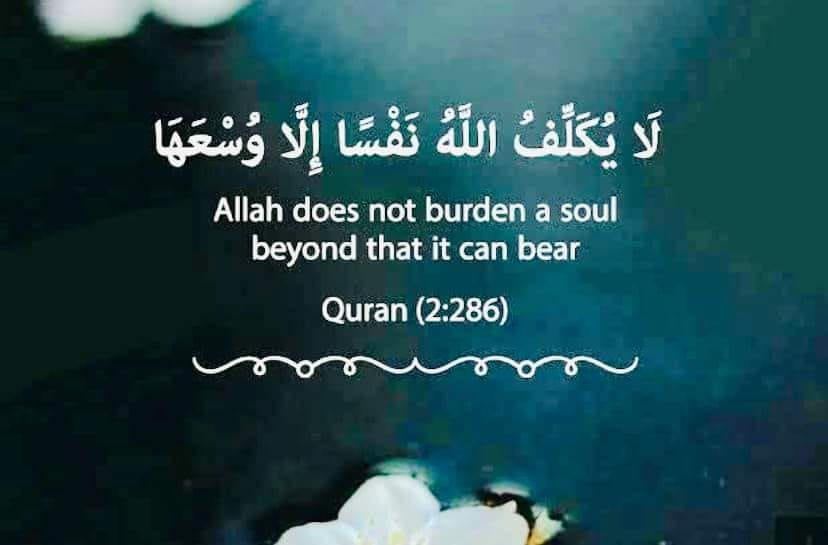 لَا يُكَلِّفُ اللَّهُ نَفْسًا إِلَّا وُسْعَهَا
Allah does not burden a soul
beyond that it can bear
Quran (2:286)